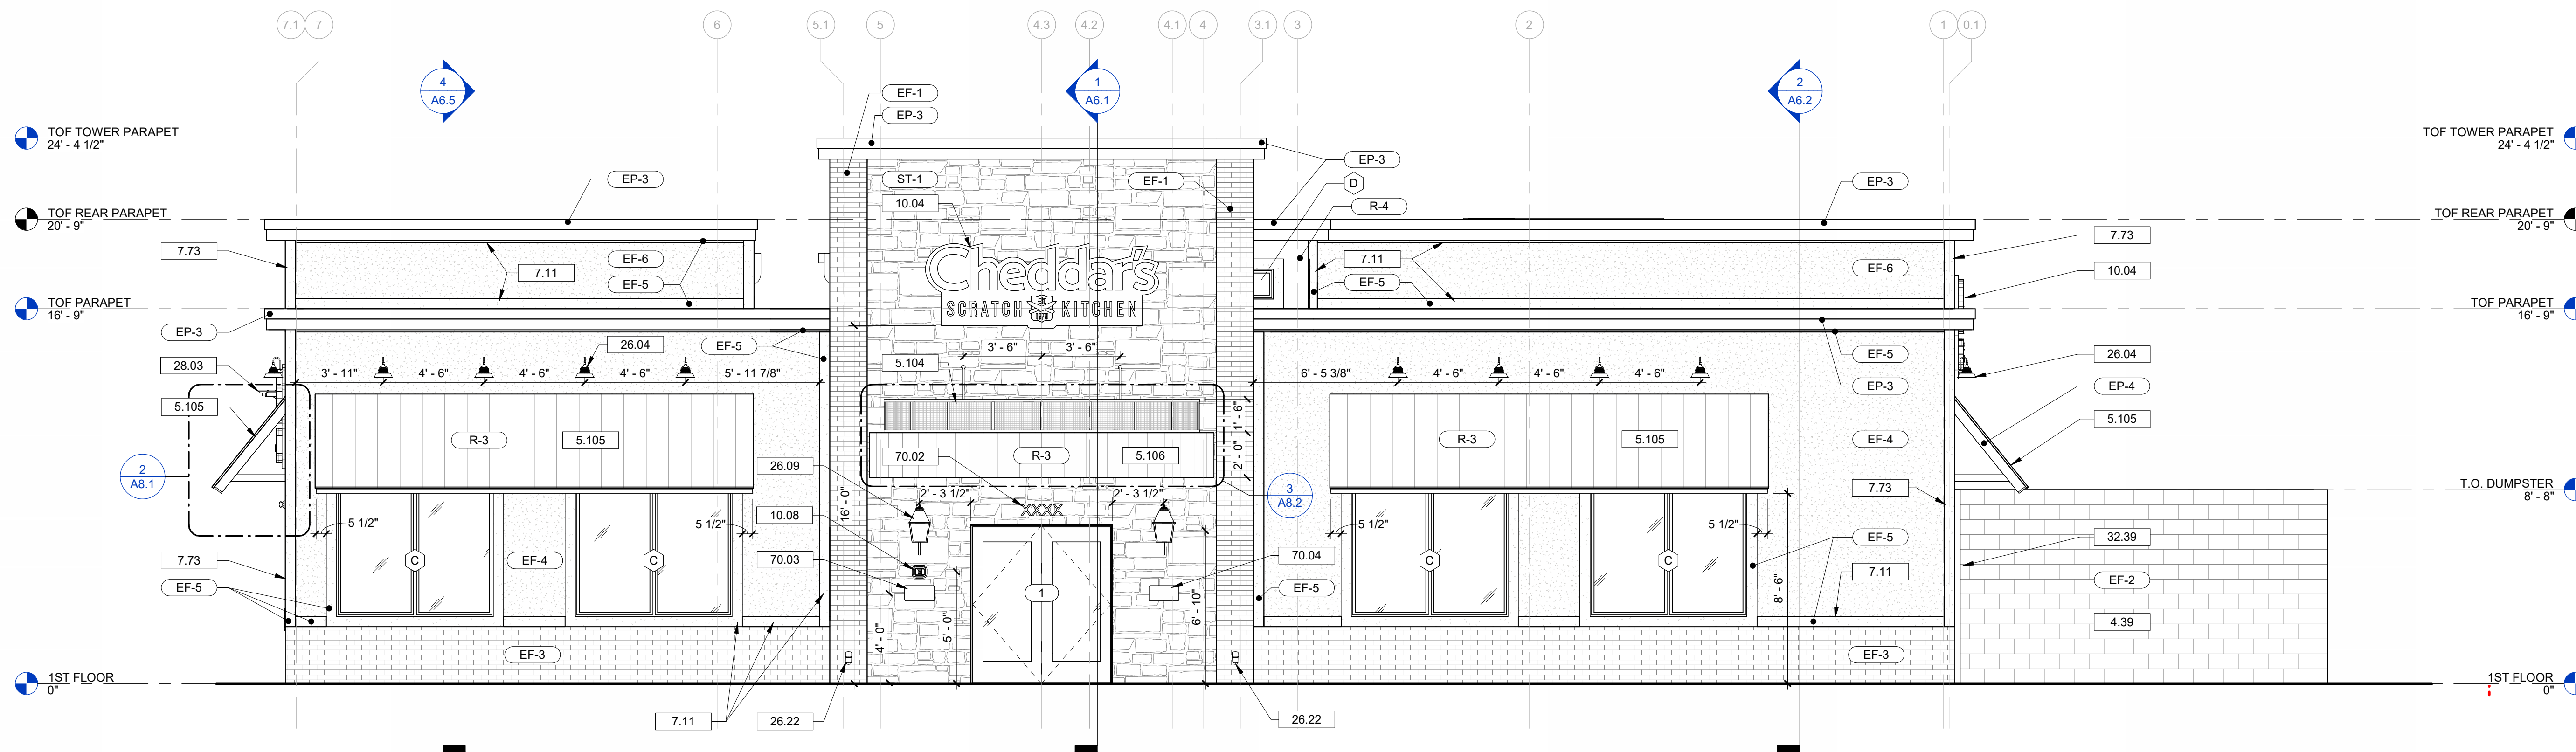 7.1 7 6 5.1 5 4.3 4.2 4.1 4 3.1 3 2 1 0.1
4 A6.5
1 A6.1
2 A6.2
EF-1
EP-3
TOF TOWER PARAPET
24' - 4 1/2"
TOF TOWER PARAPET
24' - 4 1/2"
EP-3
ST-1
EF-1
EP-3
D
R-4
EP-3
10.04
TOF REAR PARAPET
20' - 9"
TOF REAR PARAPET
20' - 9"
7.73
EF-6
7.11
EF-5
Cheddar's
SCRATCH KITCHEN
EST.
1979
7.11
EF-5
EF-6
7.73
10.04
TOF PARAPET
16' - 9"
TOF PARAPET
16' - 9"
EP-3
28.03
5.105
26.04
EF-5
3' - 6" 3' - 6"
5.104
EF-5
EP-3
26.04
EP-4
5.105
3' - 11" 4' - 6" 4' - 6" 4' - 6" 5' - 11 7/8"
6' - 5 3/8" 4' - 6" 4' - 6" 4' - 6"
R-3
5.105
70.02
R-3
5.106
1' - 6"
2' - 0"
R-3
5.105
EF-4
2 A8.1
26.09
16' - 0"
2' - 3 1/2"
XXXX
2' - 3 1/2"
3 A8.2
7.73
T.O. DUMPSTER
8' - 8"
5 1/2"
5 1/2"
10.08
5 1/2"
5 1/2"
7.73
C
EF-4
C
70.03
70.04
C
C
EF-5
32.39
EF-5
1
EF-5
7.11
EF-2
4.39
4' - 0"
5' - 0"
6' - 10"
8' - 6"
EF-3
EF-3
1ST FLOOR
0"
1ST FLOOR
0"
7.11
26.22
26.22